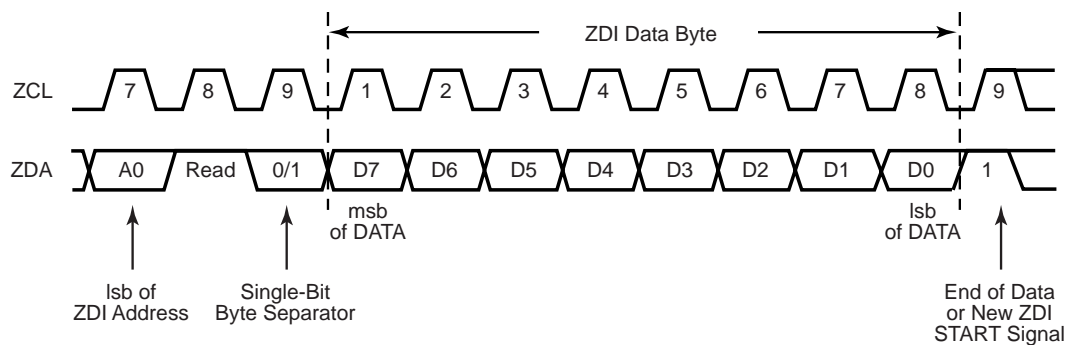 ZDI Data Byte
ZCL 7 8 9 1 2 3 4 5 6 7 8 9
ZDA A0 Read 0/1 D7 D6 D5 D4 D3 D2 D1 D0 1
msb
of DATA
lsb
of DATA
lsb of
ZDI Address
Single-Bit
Byte Separator
End of Data
or New ZDI
START Signal